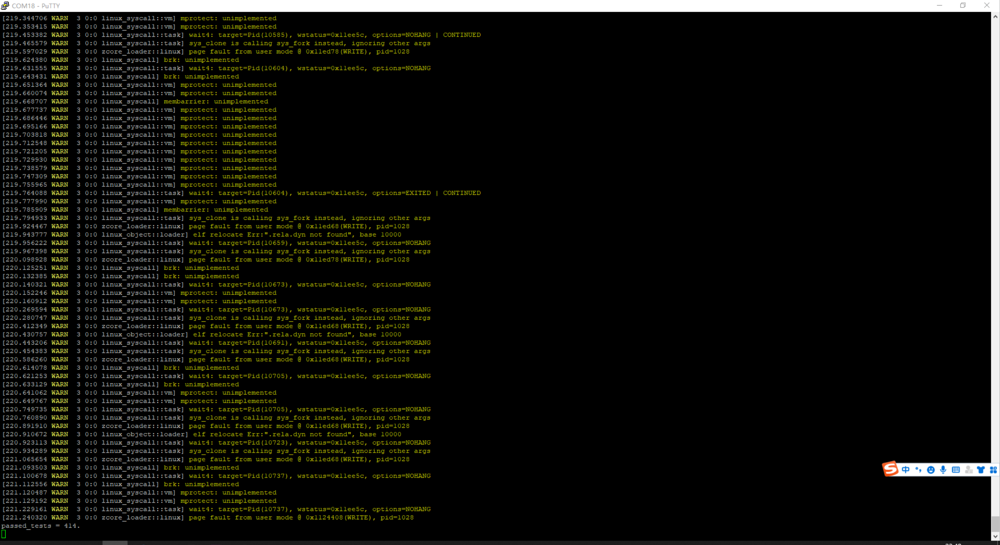 COM18 - PuTTY
[219.344706 WARN  3 0:0 linux_syscall::vm] mprotect: unimplemented
[219.353415 WARN  3 0:0 linux_syscall::vm] mprotect: unimplemented
[219.453382 WARN  3 0:0 linux_syscall::task] wait4: target=Pid(10585), wstatus=0x11ee5c, options=NOHANG | CONTINUED
[219.465579 WARN  3 0:0 linux_syscall::task] sys_clone is calling sys_fork instead, ignoring other args
[219.597029 WARN  3 0:0 zcore_loader::linux] page fault from user mode @ 0x11ed78(WRITE), pid=1028
[219.624380 WARN  3 0:0 linux_syscall] brk: unimplemented
[219.631555 WARN  3 0:0 linux_syscall::task] wait4: target=Pid(10604), wstatus=0x11ee5c, options=NOHANG
[219.643431 WARN  3 0:0 linux_syscall] brk: unimplemented
[219.651364 WARN  3 0:0 linux_syscall::vm] mprotect: unimplemented
[219.660074 WARN  3 0:0 linux_syscall::vm] mprotect: unimplemented
[219.668707 WARN  3 0:0 linux_syscall] membarrier: unimplemented
[219.677737 WARN  3 0:0 linux_syscall::vm] mprotect: unimplemented
[219.686446 WARN  3 0:0 linux_syscall::vm] mprotect: unimplemented
[219.695166 WARN  3 0:0 linux_syscall::vm] mprotect: unimplemented
[219.703818 WARN  3 0:0 linux_syscall::vm] mprotect: unimplemented
[219.712548 WARN  3 0:0 linux_syscall::vm] mprotect: unimplemented
[219.721205 WARN  3 0:0 linux_syscall::vm] mprotect: unimplemented
[219.729930 WARN  3 0:0 linux_syscall::vm] mprotect: unimplemented
[219.738579 WARN  3 0:0 linux_syscall::vm] mprotect: unimplemented
[219.747309 WARN  3 0:0 linux_syscall::vm] mprotect: unimplemented
[219.755965 WARN  3 0:0 linux_syscall::vm] mprotect: unimplemented
[219.764088 WARN  3 0:0 linux_syscall::task] wait4: target=Pid(10604), wstatus=0x11ee5c, options=EXITED | CONTINUED
[219.777990 WARN  3 0:0 linux_syscall::vm] mprotect: unimplemented
[219.785909 WARN  3 0:0 linux_syscall] membarrier: unimplemented
[219.794933 WARN  3 0:0 linux_syscall::task] sys_clone is calling sys_fork instead, ignoring other args
[219.924467 WARN  3 0:0 zcore_loader::linux] page fault from user mode @ 0x11ed68(WRITE), pid=1028
[219.943777 WARN  3 0:0 linux_object::loader] elf relocate Err:".rela.dyn not found", base 10000
[219.956222 WARN  3 0:0 linux_syscall::task] wait4: target=Pid(10659), wstatus=0x11ee5c, options=NOHANG
[219.967398 WARN  3 0:0 linux_syscall::task] sys_clone is calling sys_fork instead, ignoring other args
[220.098928 WARN  3 0:0 zcore_loader::linux] page fault from user mode @ 0x11ed78(WRITE), pid=1028
[220.125251 WARN  3 0:0 linux_syscall] brk: unimplemented
[220.132385 WARN  3 0:0 linux_syscall] brk: unimplemented
[220.140321 WARN  3 0:0 linux_syscall::task] wait4: target=Pid(10673), wstatus=0x11ee5c, options=NOHANG
[220.152246 WARN  3 0:0 linux_syscall::vm] mprotect: unimplemented
[220.160912 WARN  3 0:0 linux_syscall::vm] mprotect: unimplemented
[220.269594 WARN  3 0:0 linux_syscall::task] wait4: target=Pid(10673), wstatus=0x11ee5c, options=NOHANG
[220.280747 WARN  3 0:0 linux_syscall::task] sys_clone is calling sys_fork instead, ignoring other args
[220.412349 WARN  3 0:0 zcore_loader::linux] page fault from user mode @ 0x11ed68(WRITE), pid=1028
[220.430757 WARN  3 0:0 linux_object::loader] elf relocate Err:".rela.dyn not found", base 10000
[220.443206 WARN  3 0:0 linux_syscall::task] wait4: target=Pid(10691), wstatus=0x11ee5c, options=NOHANG
[220.454383 WARN  3 0:0 linux_syscall::task] sys_clone is calling sys_fork instead, ignoring other args
[220.586260 WARN  3 0:0 zcore_loader::linux] page fault from user mode @ 0x11ed68(WRITE), pid=1028
[220.614078 WARN  3 0:0 linux_syscall] brk: unimplemented
[220.621253 WARN  3 0:0 linux_syscall::task] wait4: target=Pid(10705), wstatus=0x11ee5c, options=NOHANG
[220.633129 WARN  3 0:0 linux_syscall] brk: unimplemented
[220.641062 WARN  3 0:0 linux_syscall::vm] mprotect: unimplemented
[220.649767 WARN  3 0:0 linux_syscall::vm] mprotect: unimplemented
[220.749735 WARN  3 0:0 linux_syscall::task] wait4: target=Pid(10705), wstatus=0x11ee5c, options=NOHANG
[220.760890 WARN  3 0:0 linux_syscall::task] sys_clone is calling sys_fork instead, ignoring other args
[220.891910 WARN  3 0:0 zcore_loader::linux] page fault from user mode @ 0x11ed68(WRITE), pid=1028
[220.910672 WARN  3 0:0 linux_object::loader] elf relocate Err:".rela.dyn not found", base 10000
[220.923113 WARN  3 0:0 linux_syscall::task] wait4: target=Pid(10723), wstatus=0x11ee5c, options=NOHANG
[220.934289 WARN  3 0:0 linux_syscall::task] sys_clone is calling sys_fork instead, ignoring other args
[221.065654 WARN  3 0:0 zcore_loader::linux] page fault from user mode @ 0x11ed68(WRITE), pid=1028
[221.093503 WARN  3 0:0 linux_syscall] brk: unimplemented
[221.100678 WARN  3 0:0 linux_syscall::task] wait4: target=Pid(10737), wstatus=0x11ee5c, options=NOHANG
[221.112556 WARN  3 0:0 linux_syscall] brk: unimplemented
[221.120487 WARN  3 0:0 linux_syscall::vm] mprotect: unimplemented
[221.129192 WARN  3 0:0 linux_syscall::vm] mprotect: unimplemented
[221.229161 WARN  3 0:0 linux_syscall::task] wait4: target=Pid(10737), wstatus=0x11ee5c, options=NOHANG
[221.240320 WARN  3 0:0 zcore_loader::linux] page fault from user mode @ 0x1124408(WRITE), pid=1028
passed_tests = 414.
中